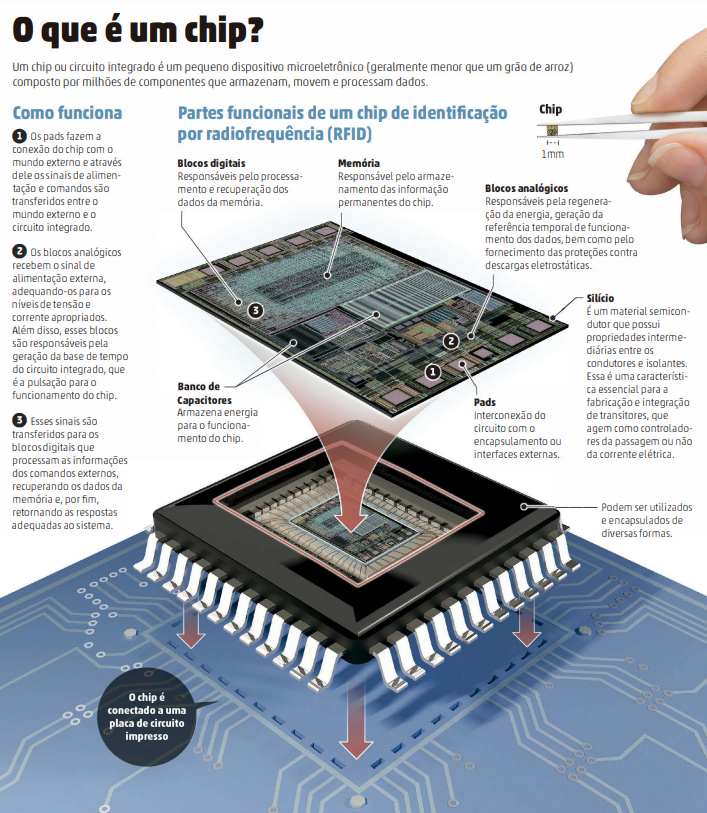 O que é um chip?
Um chip ou circuito integrado é um pequeno dispositivo microeletrônico (geralmente menor que um grão de arroz)
composto por milhões de componentes que armazenam, movem e processam dados.
Como funciona
1 Os pads fazem a
conexão do chip com o
mundo externo e através
dele os sinais de alimen-
tação e comandos são
transferidos entre o
mundo externo e o
circuito integrado.
2 Os blocos analógicos
recebem o sinal de
alimentação externa,
adequando-os para os
níveis de tensão e
corrente apropriados.
Além disso, esses blocos
são responsáveis pela
geração da base de tempo
do circuito integrado, que
é a pulsação para o
funcionamento do chip.
3 Esses sinais são
transferidos para os
blocos digitais que
processam as informações
dos comandos externos,
recuperando os dados da
memória e, por fim,
retornando as respostas
adequadas ao sistema.
Partes funcionais de um chip de identificação
por radiofrequência (RFID)
Chip
1mm
Blocos digitais
Responsáveis pelo processa-
mento e recuperação dos
dados da memória.
Memória
Responsável pelo armaze-
namento das informação
permanentes do chip.
Blocos analógicos
Responsáveis pela regenera-
ção da energia, geração da
referência temporal de funciona-
mento dos dados, bem como pelo
fornecimento das proteções contra
descargas eletrostáticas.
Silício
É um material semicon-
dutor que possui
propriedades interme-
diárias entre os
condutores e isolantes.
Essa é uma característi-
ca essencial para a
fabricação e integração
de transitores, que
agem como controlado-
res da passagem ou não
da corrente elétrica.
3
2
1
Banco de
Capacitores
Armazena energia
para o funciona-
mento do chip.
Pads
Interconexão do
circuito com o
encapsulamento ou
interfaces externas.
Podem ser utilizados
e encapsulados de
diversas formas.
O chip é
conectado a uma
placa de circuito
impresso